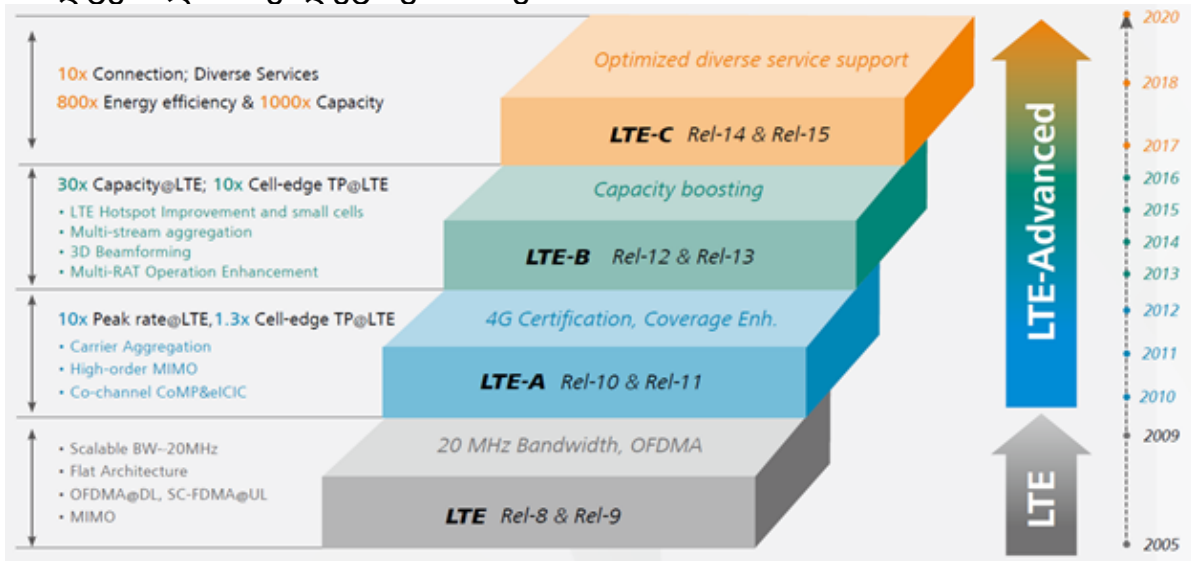 10x Connection; Diverse Services
800x Energy efficiency & 1000x Capacity
Optimized diverse service support
LTE-C Rel-14 & Rel-15
30x Capacity@LTE; 10x Cell-edge TP@LTE
• LTE Hotspot Improvement and small cells
• Multi-stream aggregation
• 3D Beamforming
• Multi-RAT Operation Enhancement
Capacity boosting
LTE-B Rel-12 & Rel-13
10x Peak rate@LTE,1.3x Cell-edge TP@LTE
• Carrier Aggregation
• High-order MIMO
• Co-channel CoMP&eICIC
4G Certification, Coverage Enh.
LTE-A Rel-10 & Rel-11
• Scalable BW~20MHz
• Flat Architecture
• OFDMA@DL, SC-FDMA@UL
• MIMO
20 MHz Bandwidth, OFDMA
LTE Rel-8 & Rel-9
LTE-Advanced
LTE
2020
2018
2017
2016
2015
2014
2013
2012
2011
2010
2009
2005